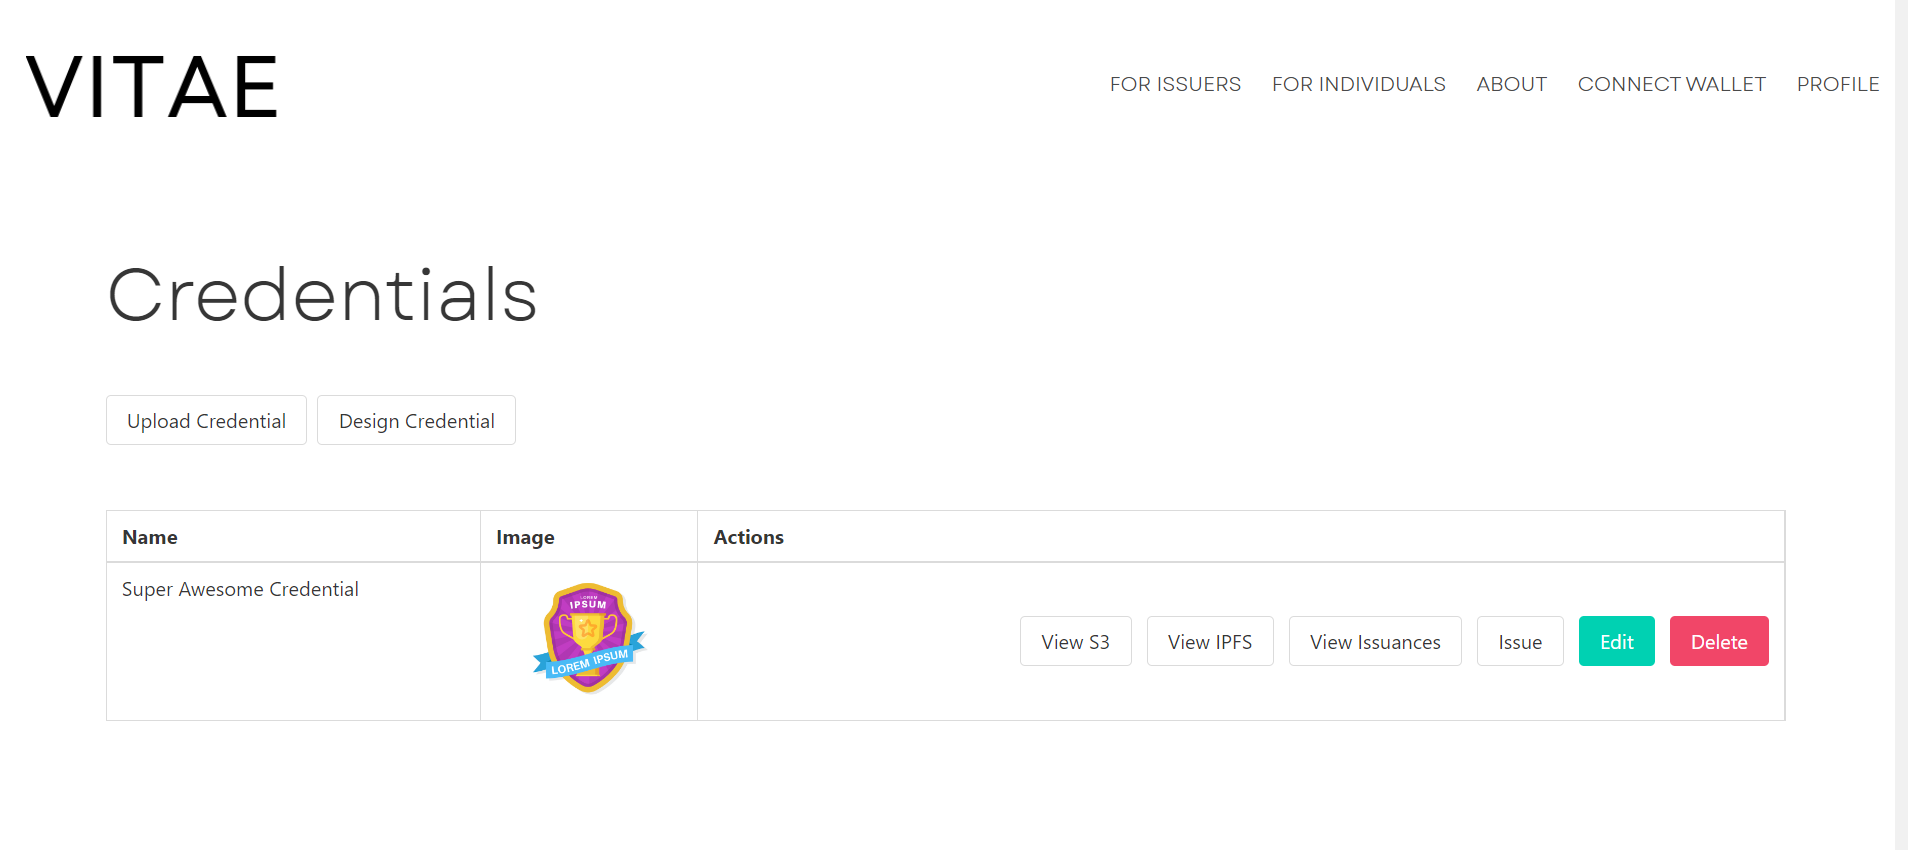 VITAE
FOR ISSUERS FOR INDIVIDUALS ABOUT CONNECT WALLET PROFILE
Credentials
Upload Credential Design Credential
Name Image Actions
Super Awesome Credential
LOREM
IPSUM
LOREM IPSUM
View S3 View IPFS View Issuances Issue Edit Delete